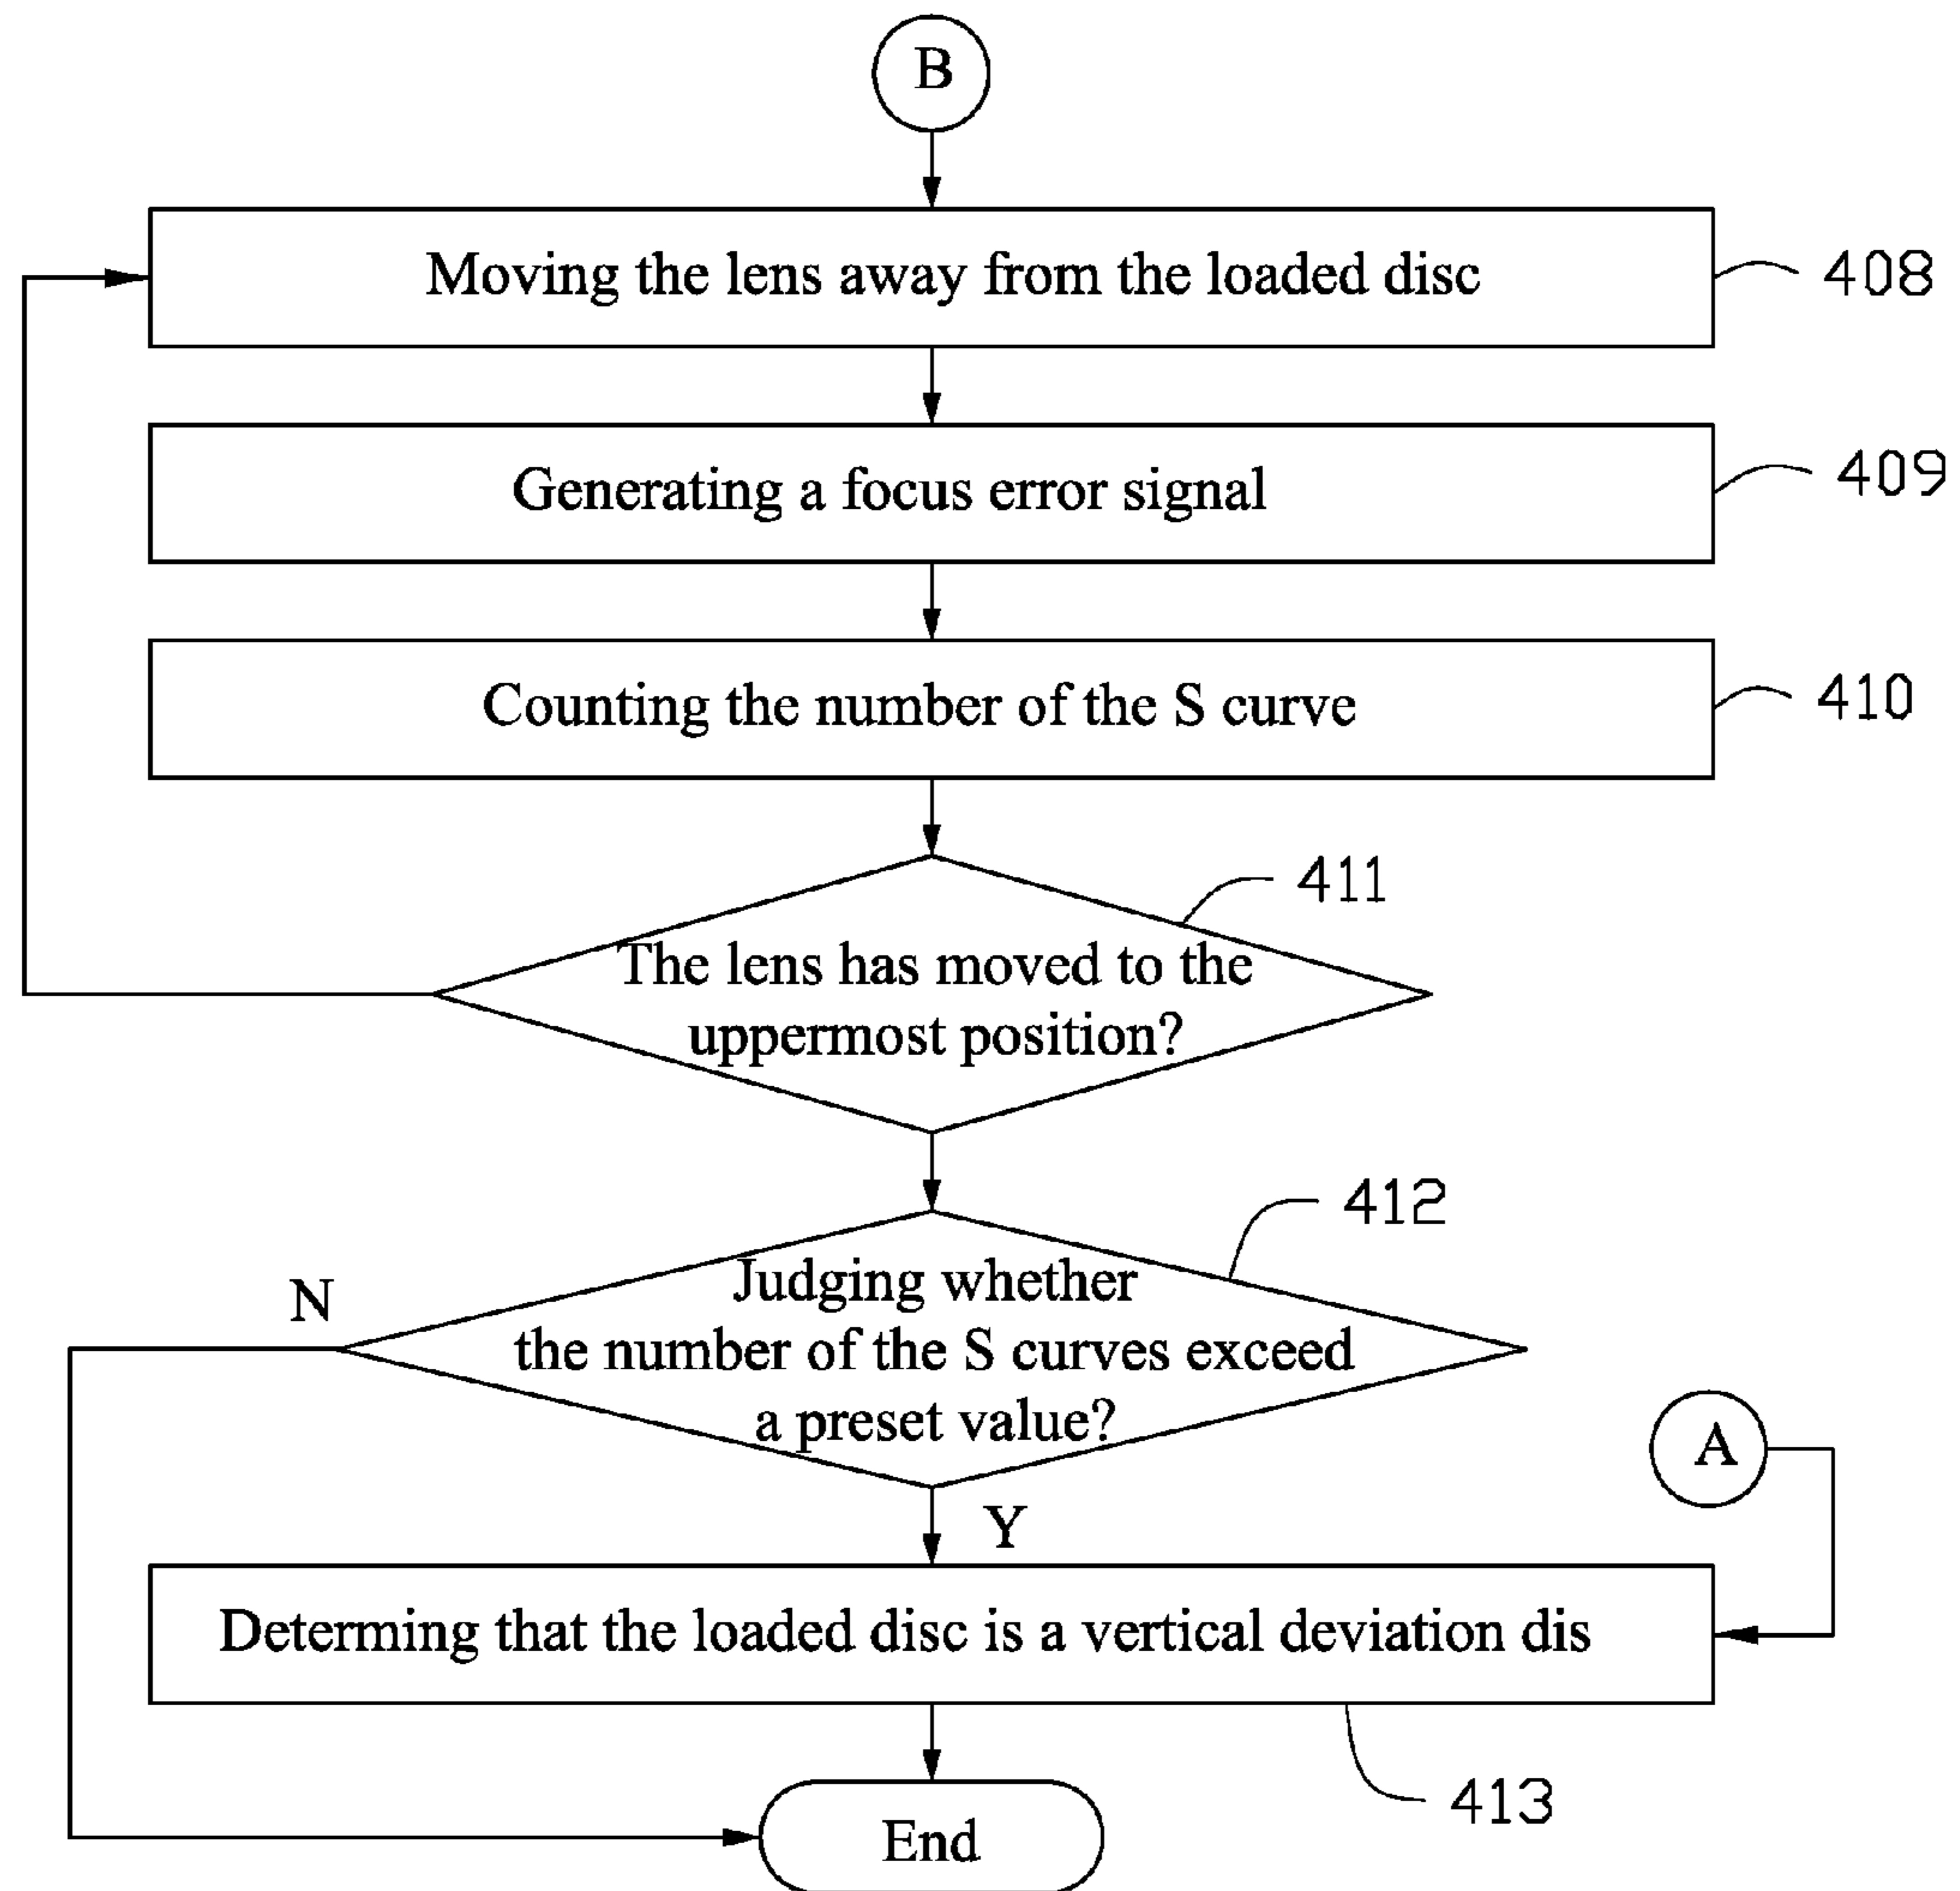 B
Moving the lens away from the loaded disc
408
Generating a focus error signal
409
Counting the number of the S curve
410
411
The lens has moved to the
uppermost position?
412
N
Judging whether
the number of the S curves exceed
a preset value?
A
Y
Determing that the loaded disc is a vertical deviation dis
413
End